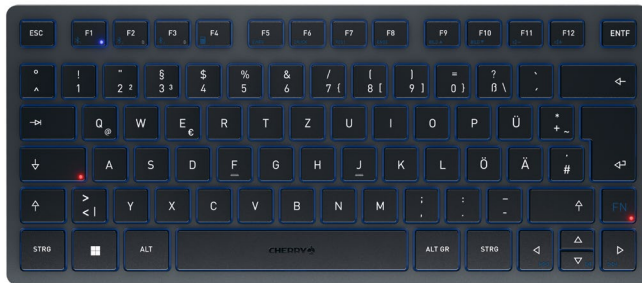 ESC F1 F2 F3 F4 F5 F6 F7 F8 F9 F10 F11 F12 ENTF
° ! " § $ % & / ( ) = ? `
^ 1 2 ² 3 ³ 4 5 6 7 { 8 [ 9 ] 0 } ß \ ´
Q @ W E € R T Z U I O P Ü * + ~
A S D F G H J K L Ö Ä ' #
> < | Y X C V B N M ; , : . _ - FN
STRG ALT CHERRY ALT GR STRG